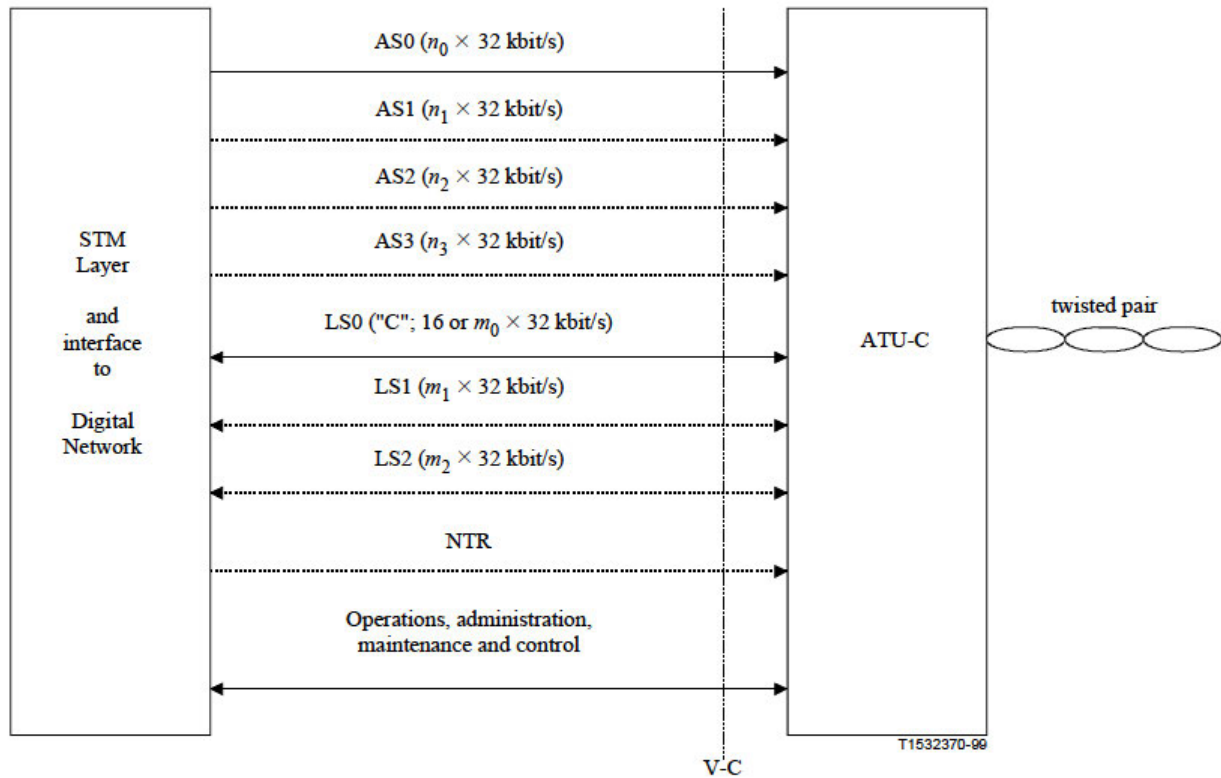 AS0 (n0 × 32 kbit/s)
AS1 (n1 × 32 kbit/s)
AS2 (n2 × 32 kbit/s)
AS3 (n3 × 32 kbit/s)
LS0 ("C"; 16 or m0 × 32 kbit/s)
LS1 (m1 × 32 kbit/s)
LS2 (m2 × 32 kbit/s)
NTR
Operations, administration,
maintenance and control
STM
Layer
and
interface
to
Digital
Network
ATU-C
twisted pair
T1532370-99
V-C